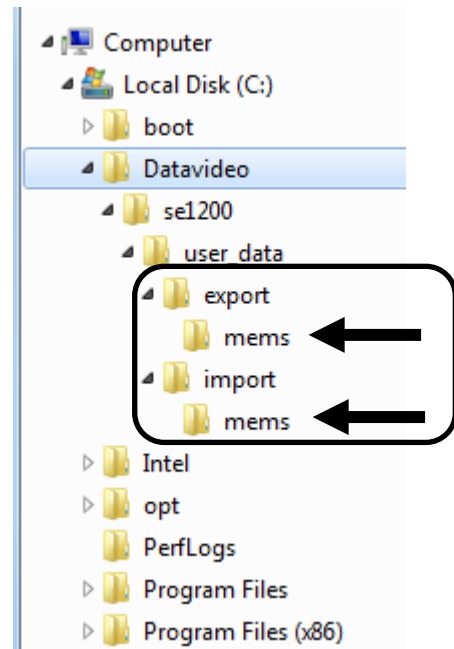 Computer
Local Disk (C:)
boot
Datavideo
se1200
user_data
export
mems
import
mems
Intel
opt
PerfLogs
Program Files
Program Files (x86)